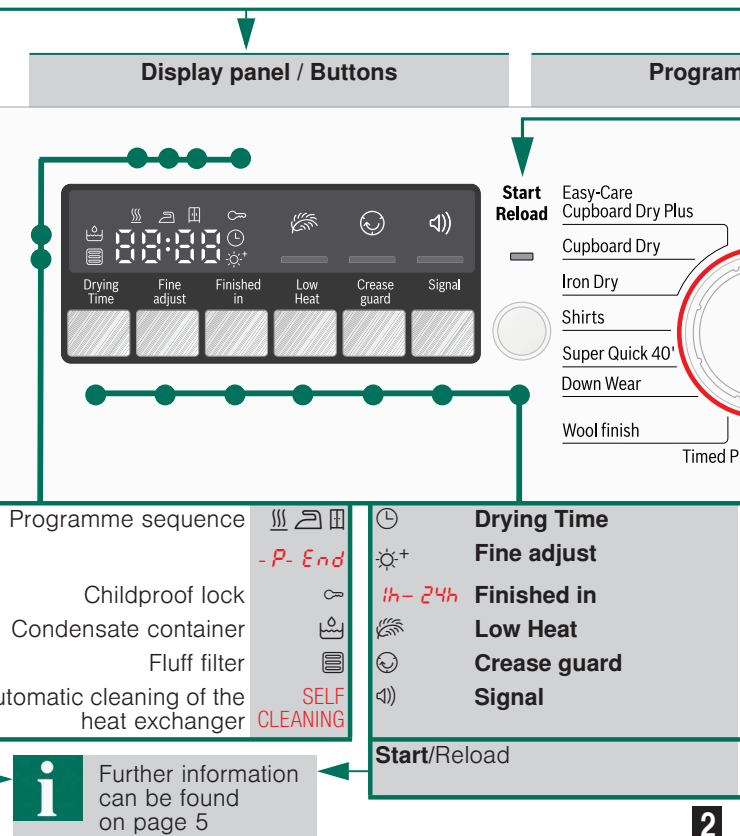 Display panel / Buttons
Program
Start
Reload
88:88
Drying
Time
Fine
adjust
Finished
in
Low
Heat
Crease
guard
Signal
Easy-Care
Cupboard Dry Plus
Cupboard Dry
Iron Dry
Shirts
Super Quick 40'
Down Wear
Wool finish
Timed P
Programme sequence
- P- End
Childproof lock
Condensate container
Fluff filter
utomatic cleaning of the
heat exchanger
SELF
CLEANING
Drying Time
Fine adjust
1h– 24h Finished in
Low Heat
Crease guard
Signal
Start/Reload
i
Further information
can be found
on page 5
2